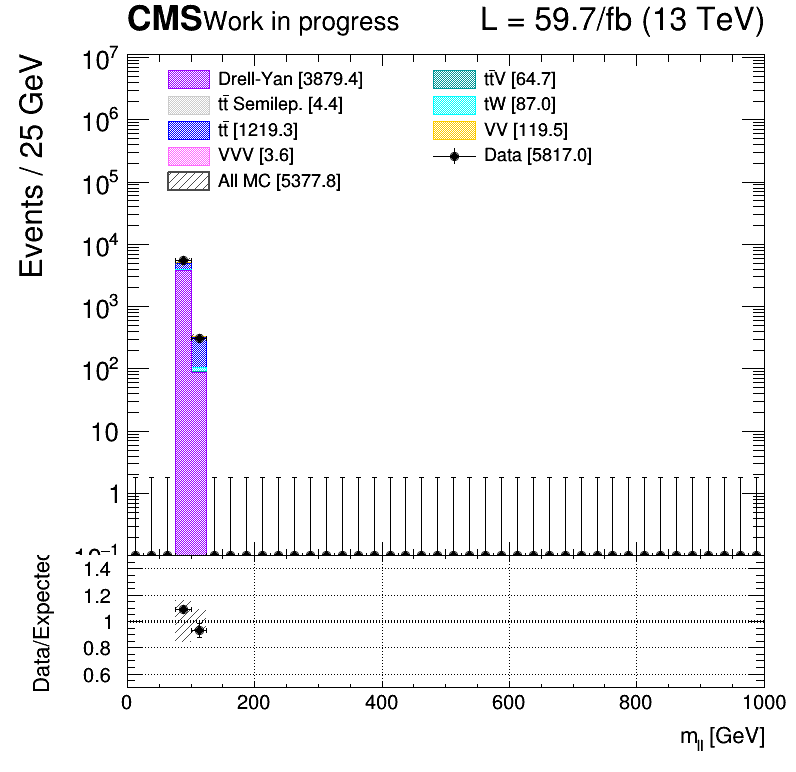 CMS Work in progress L = 59.7/fb (13 TeV)
Events / 25 GeV
10⁷
10⁶
10⁵
10⁴
10³
10²
10
1
Drell-Yan [3879.4]
tt̄ Semilep. [4.4]
tt̄ [1219.3]
VVV [3.6]
All MC [5377.8]
tt̄V [64.7]
tW [87.0]
VV [119.5]
Data [5817.0]
Data/Expected
1.4
1.2
1
0.8
0.6
0 200 400 600 800 1000
m_ll [GeV]